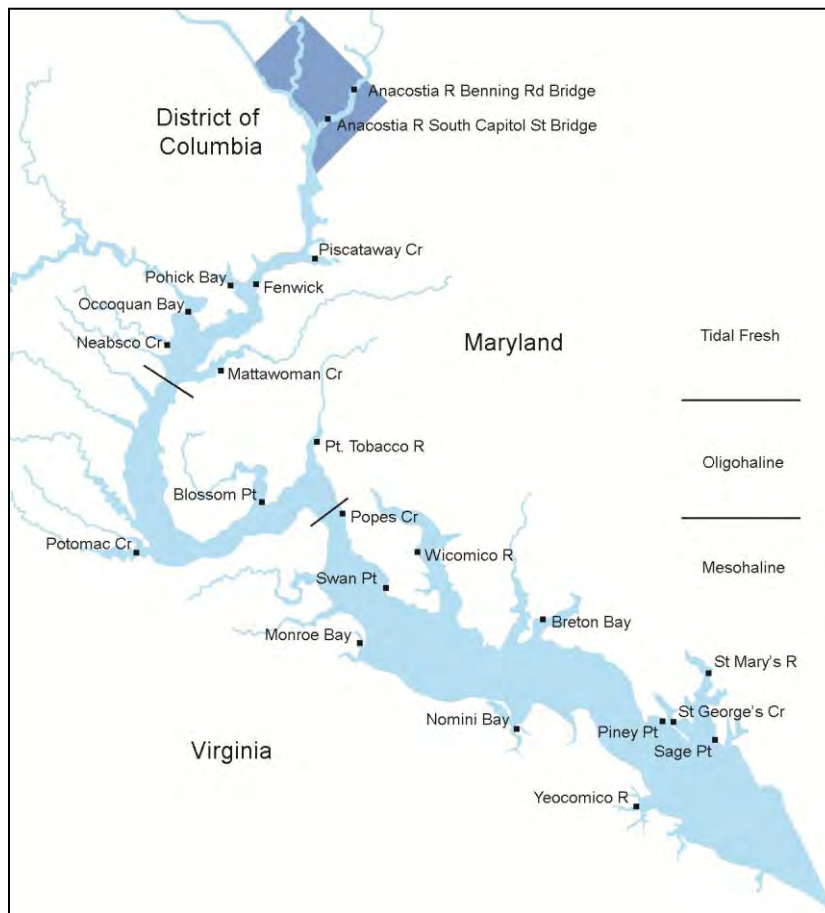 Anacostia R Benning Rd Bridge
District of
Columbia
Anacostia R South Capitol St Bridge
Piscataway Cr
Pohick Bay
Fenwick
Occoquan Bay
Neabsco Cr
Maryland
Tidal Fresh
Mattawoman Cr
Pt. Tobacco R
Oligohaline
Blossom Pt
Popes Cr
Potomac Cr
Wicomico R
Mesohaline
Swan Pt
Breton Bay
Monroe Bay
St Mary's R
Nomini Bay
St George's Cr
Piney Pt
Sage Pt
Virginia
Yeocomico R